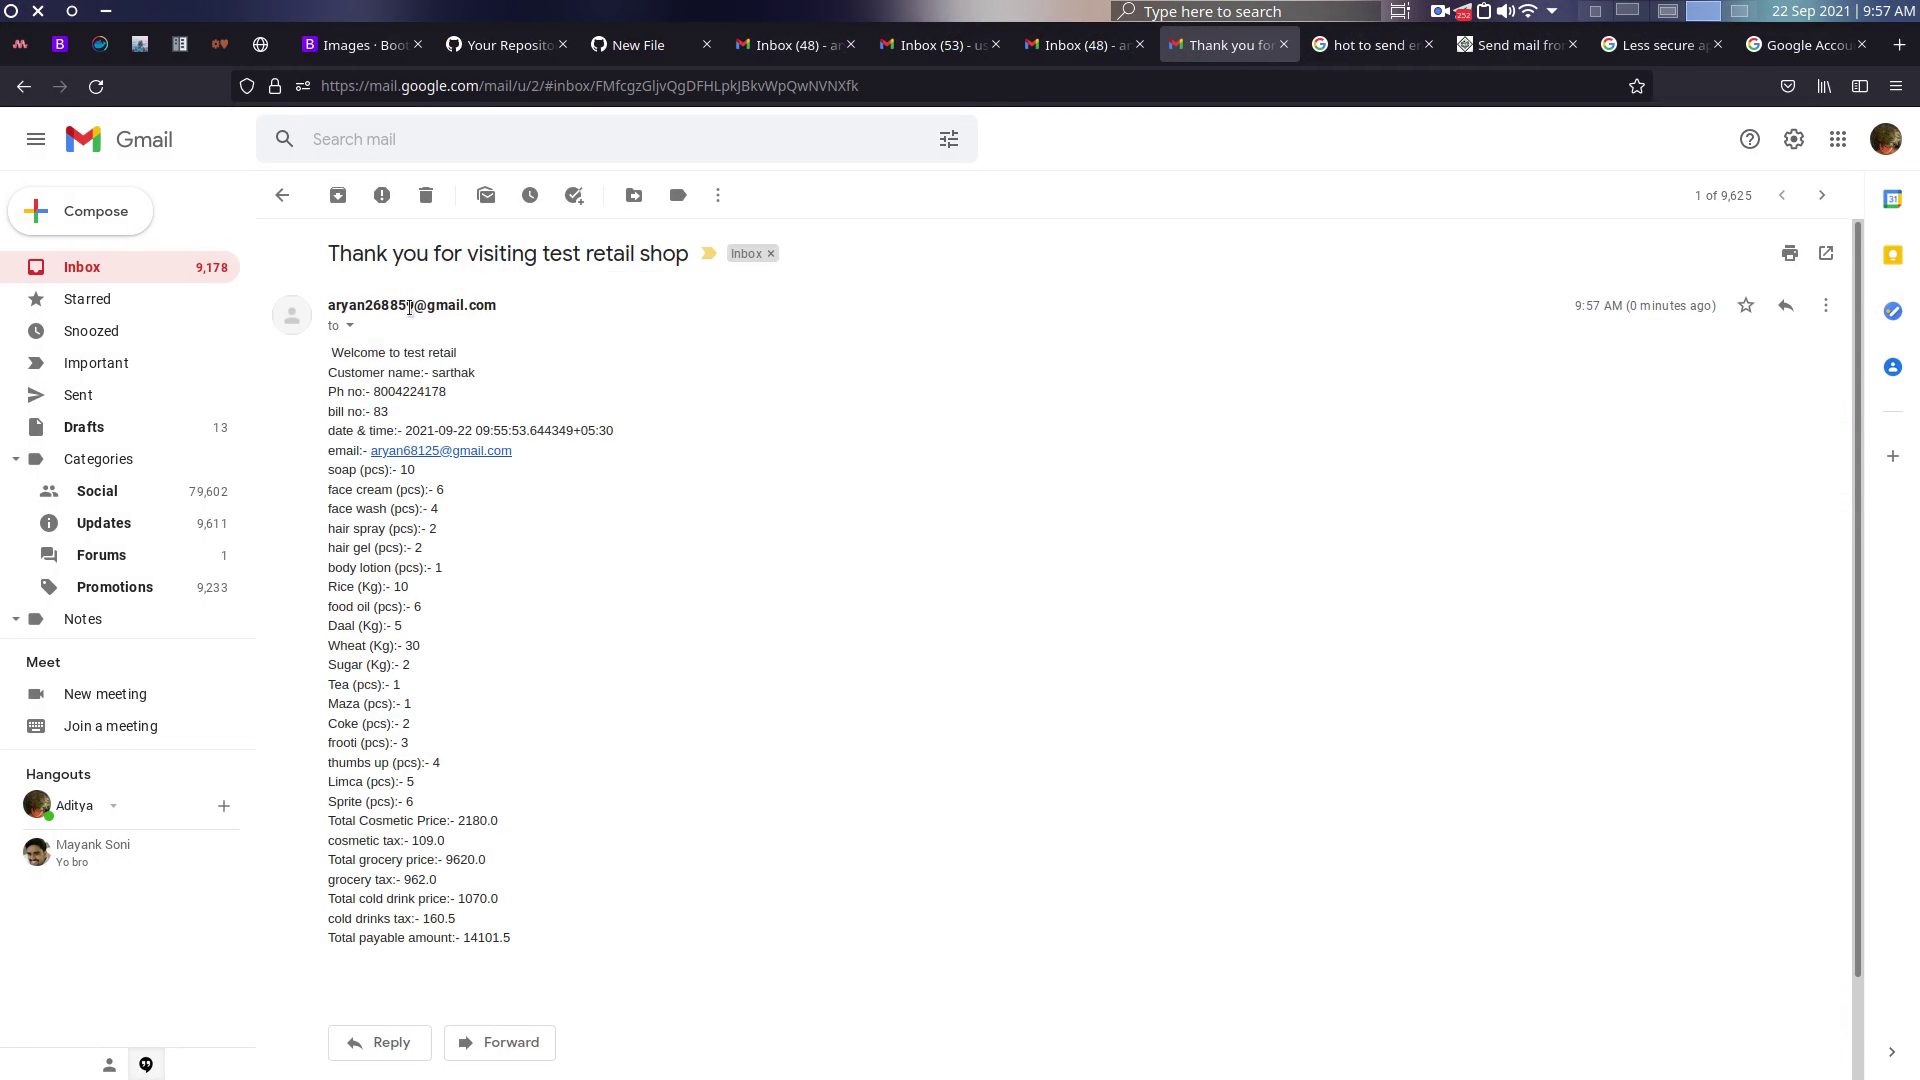 Type here to search
252
22 Sep 2021 | 9:57 AM
Images · Boot
Your Reposito
New File
Inbox (48) - ar
Inbox (53) - us
Inbox (48) - ar
Thank you for
hot to send e
Send mail fro
Less secure a
Google Accou
https://mail.google.com/mail/u/2/#inbox/FMfcgzGljvQgDFHLpkJBkvWpQwNVNXfk
Gmail
Search mail
Compose
1 of 9,625
Inbox 9,178
Starred
Snoozed
Important
Sent
Drafts 13
Categories
Social 79,602
Updates 9,611
Forums 1
Promotions 9,233
Notes
Meet
New meeting
Join a meeting
Hangouts
Aditya
Mayank Soni
Yo bro
Thank you for visiting test retail shop Inbox x
9:57 AM (0 minutes ago)
to
Welcome to test retail
Customer name:- sarthak
Ph no:- 8004224178
bill no:- 83
date & time:- 2021-09-22 09:55:53.644349+05:30
email:- aryan68125@gmail.com
soap (pcs):- 10
face cream (pcs):- 6
face wash (pcs):- 4
hair spray (pcs):- 2
hair gel (pcs):- 2
body lotion (pcs):- 1
Rice (Kg):- 10
food oil (pcs):- 6
Daal (Kg):- 5
Wheat (Kg):- 30
Sugar (Kg):- 2
Tea (pcs):- 1
Maza (pcs):- 1
Coke (pcs):- 2
frooti (pcs):- 3
thumbs up (pcs):- 4
Limca (pcs):- 5
Sprite (pcs):- 6
Total Cosmetic Price:- 2180.0
cosmetic tax:- 109.0
Total grocery price:- 9620.0
grocery tax:- 962.0
Total cold drink price:- 1070.0
cold drinks tax:- 160.5
Total payable amount:- 14101.5
Reply
Forward
31